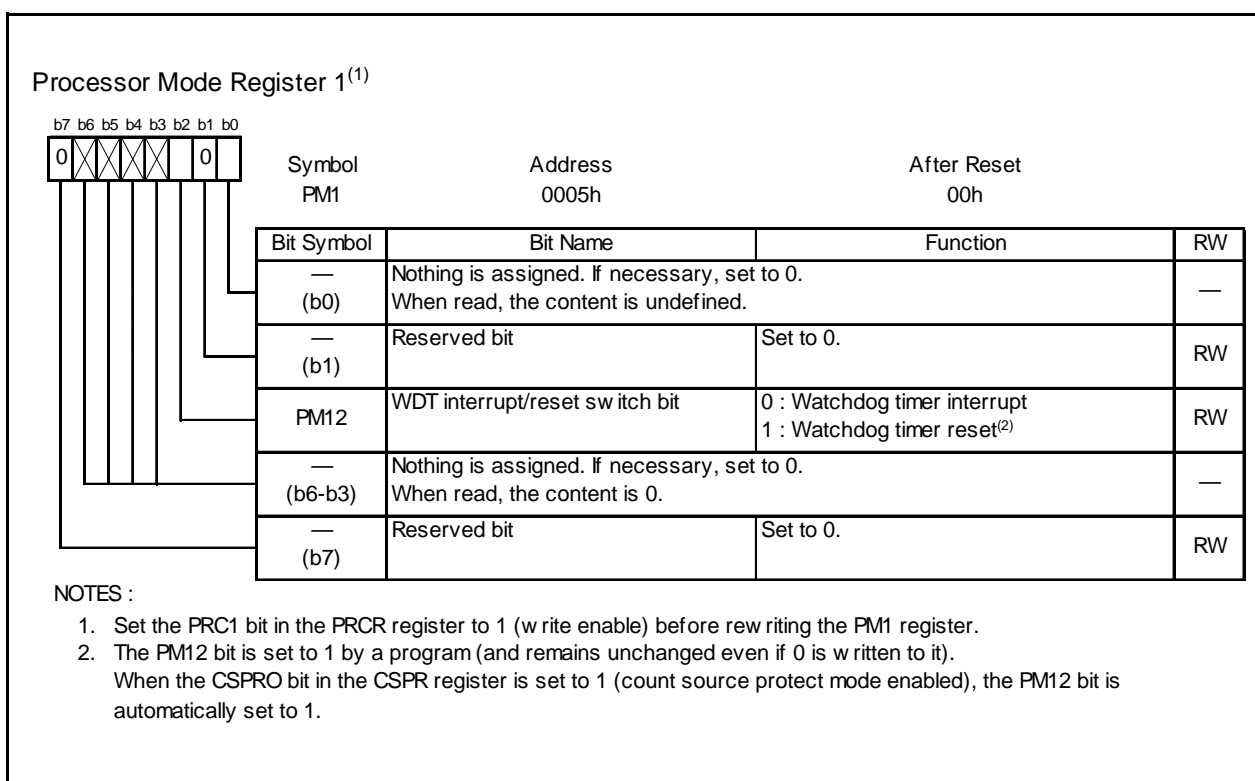 Processor Mode Register 1(1)
b7 b6 b5 b4 b3 b2 b1 b0
0 0
Symbol Address After Reset
PM1 0005h 00h
Bit Symbol Bit Name Function RW
— Nothing is assigned. If necessary, set to 0.
(b0) When read, the content is undefined. —
— Reserved bit Set to 0.
(b1) RW
PM12 WDT interrupt/reset switch bit 0 : Watchdog timer interrupt RW
1 : Watchdog timer reset(2)
— Nothing is assigned. If necessary, set to 0.
(b6-b3) When read, the content is 0. —
— Reserved bit Set to 0.
(b7) RW
NOTES :
1. Set the PRC1 bit in the PRCR register to 1 (write enable) before rewriting the PM1 register.
2. The PM12 bit is set to 1 by a program (and remains unchanged even if 0 is written to it).
When the CSPRO bit in the CSPR register is set to 1 (count source protect mode enabled), the PM12 bit is
automatically set to 1.